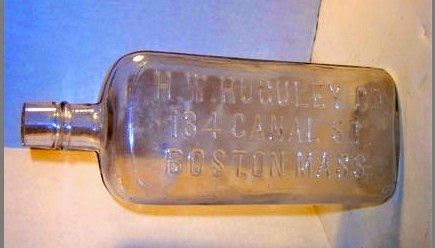 H.W. HUGULEY CO
134 CANAL ST.
BOSTON.MASS.